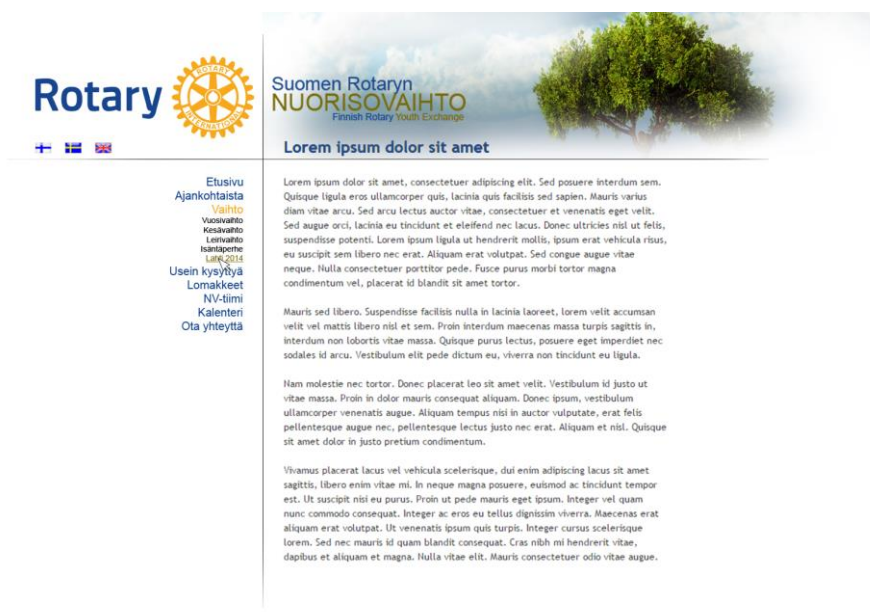 Rotary
ROTARY
INTERNATIONAL
Suomen Rotaryn
NUORISOVAIHTO
Finnish Rotary Youth Exchange
Lorem ipsum dolor sit amet
Etusivu
Ajankohtaista
Vaihto
Vuosivaihto
Kesävaihto
Leirivaihto
Isäntäperhe
Lahti 2014
Usein kysyttyä
Lomakkeet
NV-tiimi
Kalenteri
Ota yhteyttä
Lorem ipsum dolor sit amet, consectetuer adipiscing elit. Sed posuere interdum sem.
Quisque ligula eros ullamcorper quis, lacinia quis facilisis sed sapien. Mauris varius
diam vitae arcu. Sed arcu lectus auctor vitae, consectetuer et venenatis eget velit.
Sed augue orci, lacinia eu tincidunt et eleifend nec lacus. Donec ultricies nisl ut felis,
suspendisse potenti. Lorem ipsum ligula ut hendrerit mollis, ipsum erat vehicula risus,
eu suscipit sem libero nec erat. Aliquam erat volutpat. Sed congue augue vitae
neque. Nulla consectetuer porttitor pede. Fusce purus morbi tortor magna
condimentum vel, placerat id blandit sit amet tortor.
Mauris sed libero. Suspendisse facilisis nulla in lacinia laoreet, lorem velit accumsan
velit vel mattis libero nisl et sem. Proin interdum maecenas massa turpis sagittis in,
interdum non lobortis vitae massa. Quisque purus lectus, posuere eget imperdiet nec
sodales id arcu. Vestibulum elit pede dictum eu, viverra non tincidunt eu ligula.
Nam molestie nec tortor. Donec placerat leo sit amet velit. Vestibulum id justo ut
vitae massa. Proin in dolor mauris consequat aliquam. Donec ipsum, vestibulum
ullamcorper venenatis augue. Aliquam tempus nisi in auctor vulputate, erat felis
pellentesque augue nec, pellentesque lectus justo nec erat. Aliquam et nisl. Quisque
sit amet dolor in justo pretium condimentum.
Vivamus placerat lacus vel vehicula scelerisque, dui enim adipiscing lacus sit amet
sagittis, libero enim vitae mi. In neque magna posuere, euismod ac tincidunt tempor
est. Ut suscipit nisi eu purus. Proin ut pede mauris eget ipsum. Integer vel quam
nunc commodo consequat. Integer ac eros eu tellus dignissim viverra. Maecenas erat
aliquam erat volutpat. Ut venenatis ipsum quis turpis. Integer cursus scelerisque
lorem. Sed nec mauris id quam blandit consequat. Cras nibh mi hendrerit vitae,
dapibus et aliquam et magna. Nulla vitae elit. Mauris consectetuer odio vitae augue.